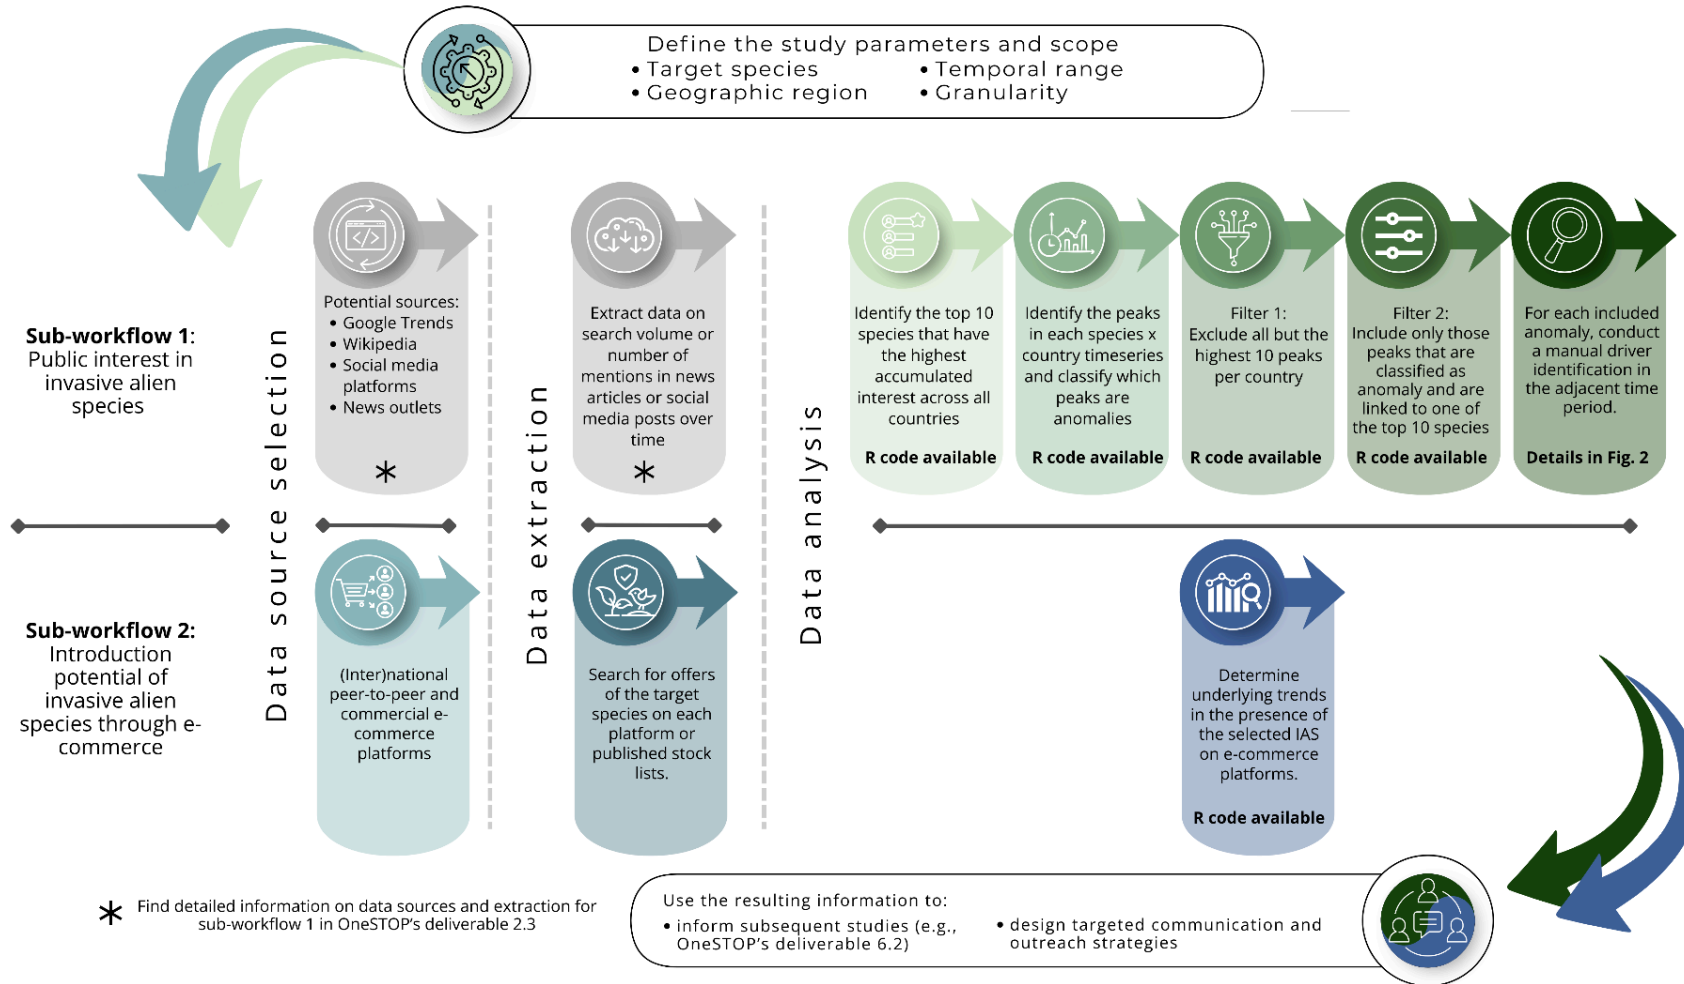 Define the study parameters and scope
• Target species
• Geographic region
• Temporal range
• Granularity
Sub-workflow 1:
Public interest in
invasive alien
species
Data source selection
Potential sources:
• Google Trends
• Wikipedia
• Social media
platforms
• News outlets
*
Data extraction
Extract data on
search volume or
number of
mentions in news
articles or social
media posts over
time
*
Data analysis
Identify the top 10
species that have
the highest
accumulated
interest across all
countries
R code available
Identify the peaks
in each species x
country timeseries
and classify which
peaks are
anomalies
R code available
Filter 1:
Exclude all but the
highest 10 peaks
per country
R code available
Filter 2:
Include only those
peaks that are
classified as
anomaly and are
linked to one of
the top 10 species
R code available
For each included
anomaly, conduct
a manual driver
identification in
the adjacent time
period.
Details in Fig. 2
Sub-workflow 2:
Introduction
potential of
invasive alien
species through e-
commerce
(Inter)national
peer-to-peer and
commercial e-
commerce
platforms
Search for offers
of the target
species on each
platform or
published stock
lists.
Determine
underlying trends
in the presence of
the selected IAS
on e-commerce
platforms.
R code available
* Find detailed information on data sources and extraction for
sub-workflow 1 in OneSTOP's deliverable 2.3
Use the resulting information to:
• inform subsequent studies (e.g.,
OneSTOP's deliverable 6.2)
• design targeted communication and
outreach strategies